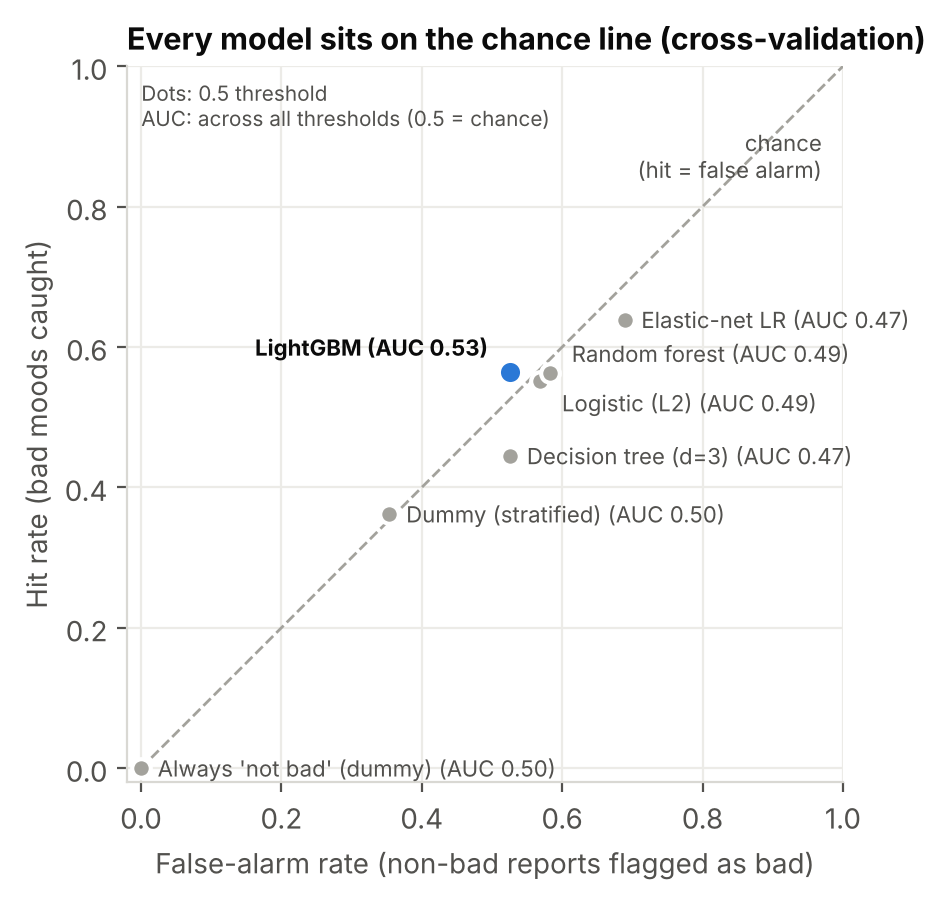 Every model sits on the chance line (cross-validation)
1.0
Dots: 0.5 threshold
AUC: across all thresholds (0.5 = chance)
chance
(hit = false alarm)
0.8
Elastic-net LR (AUC 0.47)
0.6
LightGBM (AUC 0.53)
Random forest (AUC 0.49)
Logistic (L2) (AUC 0.49)
Decision tree (d=3) (AUC 0.47)
0.4
Dummy (stratified) (AUC 0.50)
0.2
0.0
Always 'not bad' (dummy) (AUC 0.50)
Hit rate (bad moods caught)
0.0 0.2 0.4 0.6 0.8 1.0
False-alarm rate (non-bad reports flagged as bad)